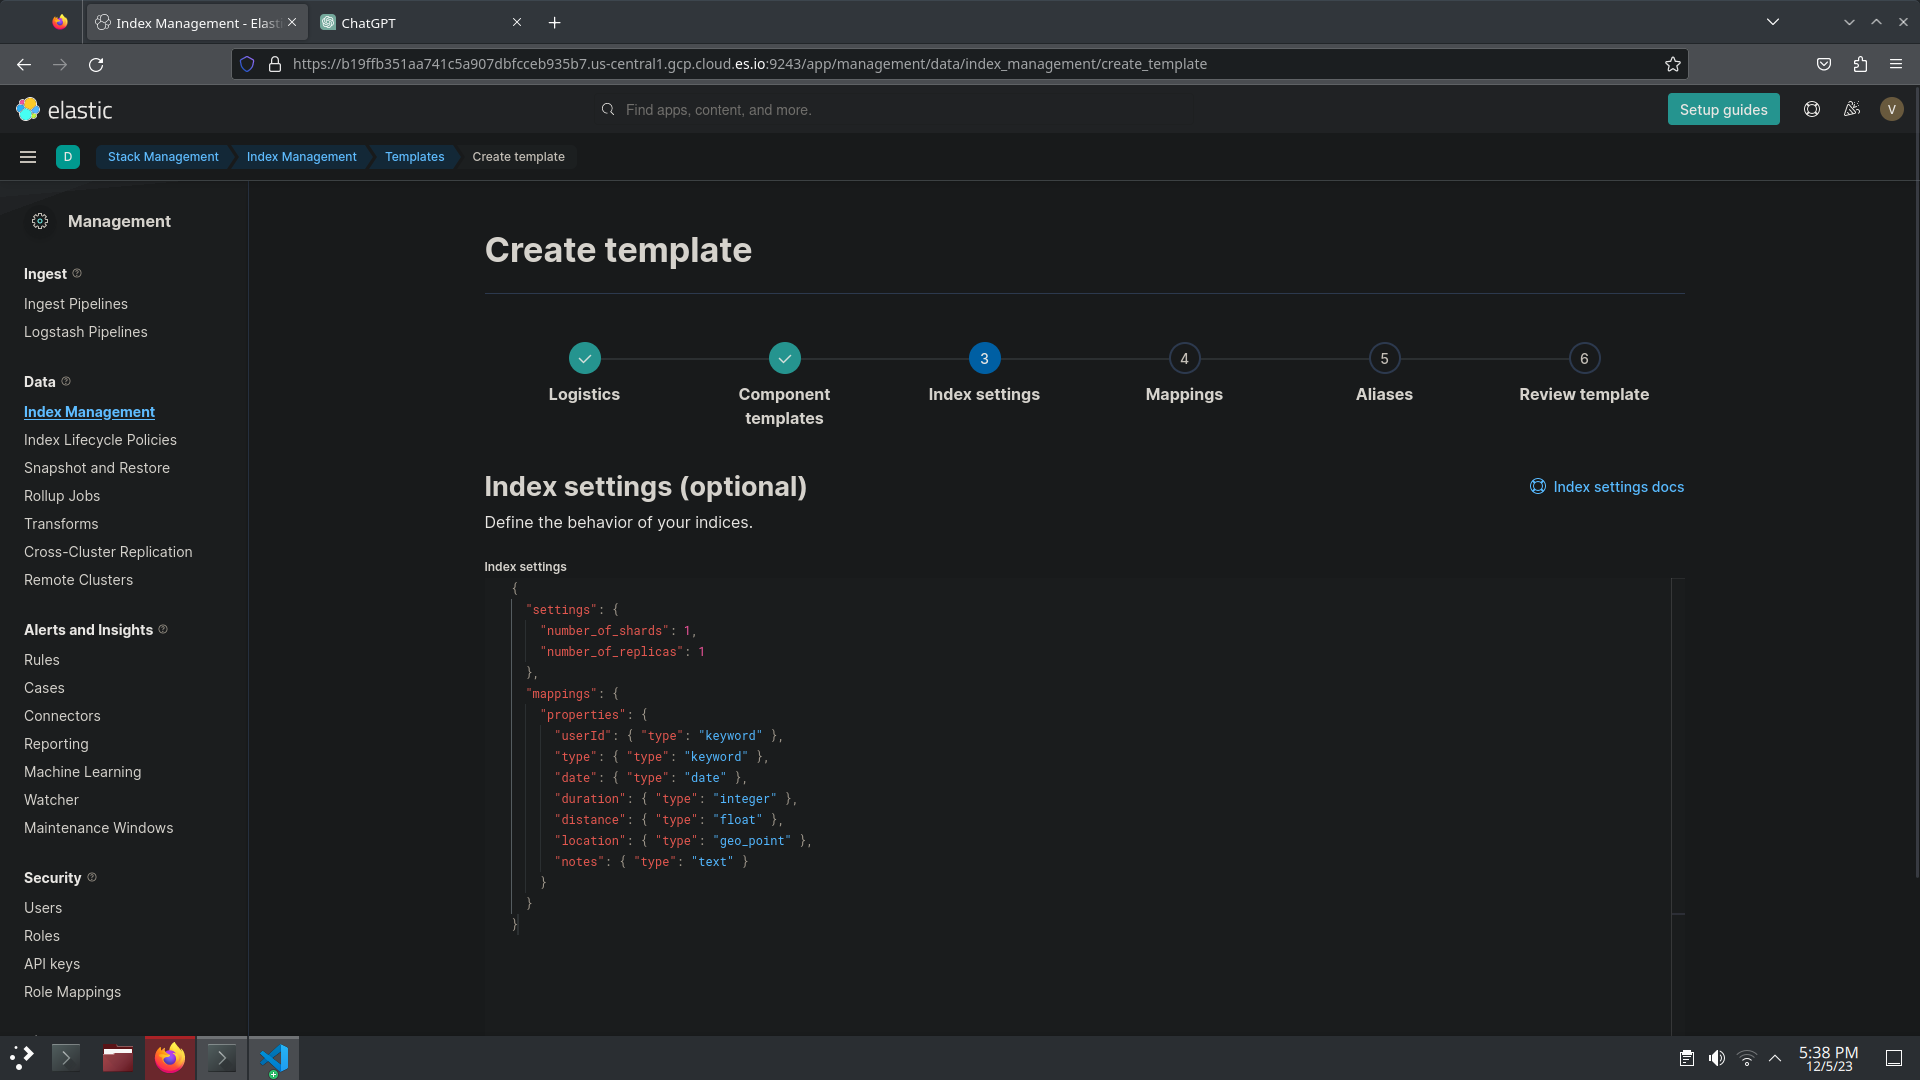 Index Management - Elasti
ChatGPT
https://b19ffb351aa741c5a907dbfcceb935b7.us-central1.gcp.cloud.es.io:9243/app/management/data/index_management/create_template
elastic
Find apps, content, and more.
Setup guides
V
D
Stack Management
Index Management
Templates
Create template
Management
Ingest
Ingest Pipelines
Logstash Pipelines
Data
Index Management
Index Lifecycle Policies
Snapshot and Restore
Rollup Jobs
Transforms
Cross-Cluster Replication
Remote Clusters
Alerts and Insights
Rules
Cases
Connectors
Reporting
Machine Learning
Watcher
Maintenance Windows
Security
Users
Roles
API keys
Role Mappings
Create template
Logistics
Component
templates
3
Index settings
4
Mappings
5
Aliases
6
Review template
Index settings (optional)
Index settings docs
Define the behavior of your indices.
Index settings
{
  "settings": {
    "number_of_shards": 1,
    "number_of_replicas": 1
  },
  "mappings": {
    "properties": {
      "userId": { "type": "keyword" },
      "type": { "type": "keyword" },
      "date": { "type": "date" },
      "duration": { "type": "integer" },
      "distance": { "type": "float" },
      "location": { "type": "geo_point" },
      "notes": { "type": "text" }
    }
  }
}
5:38 PM
12/5/23